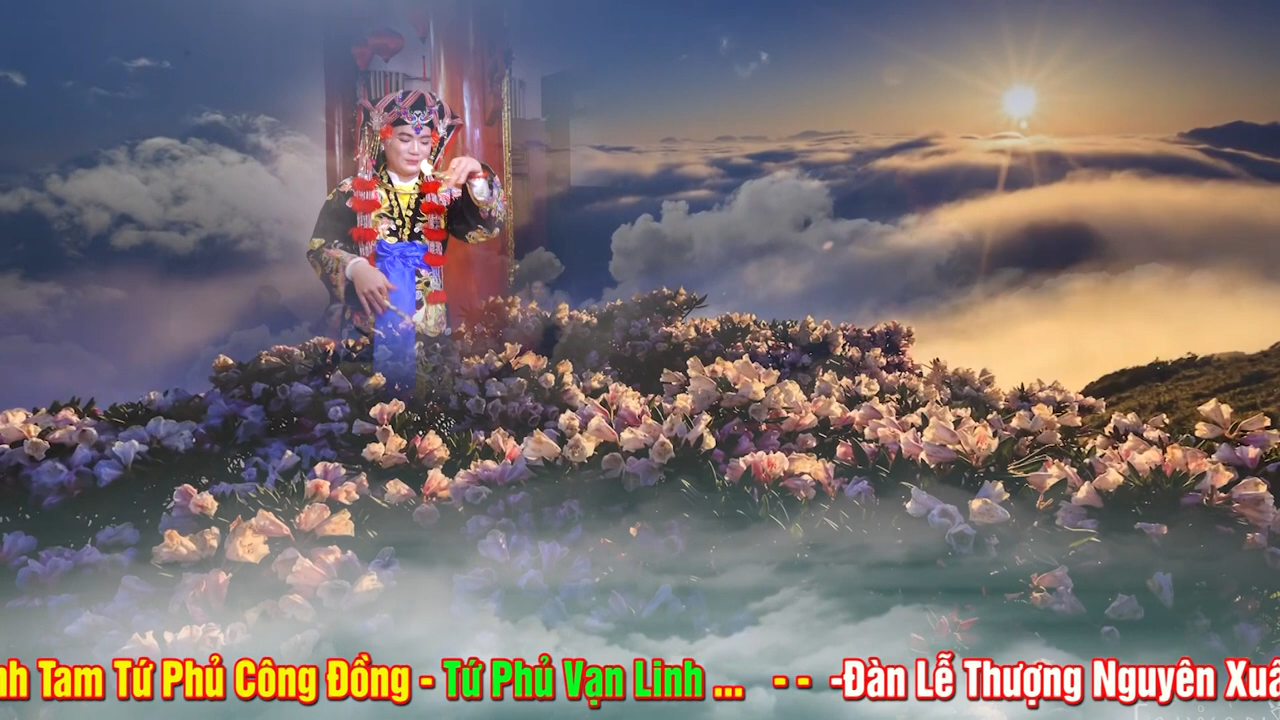 nh Tam Tứ Phủ Công Đồng - Tứ Phủ Vạn Linh ... - - -Đàn Lễ Thượng Nguyên Xuâ